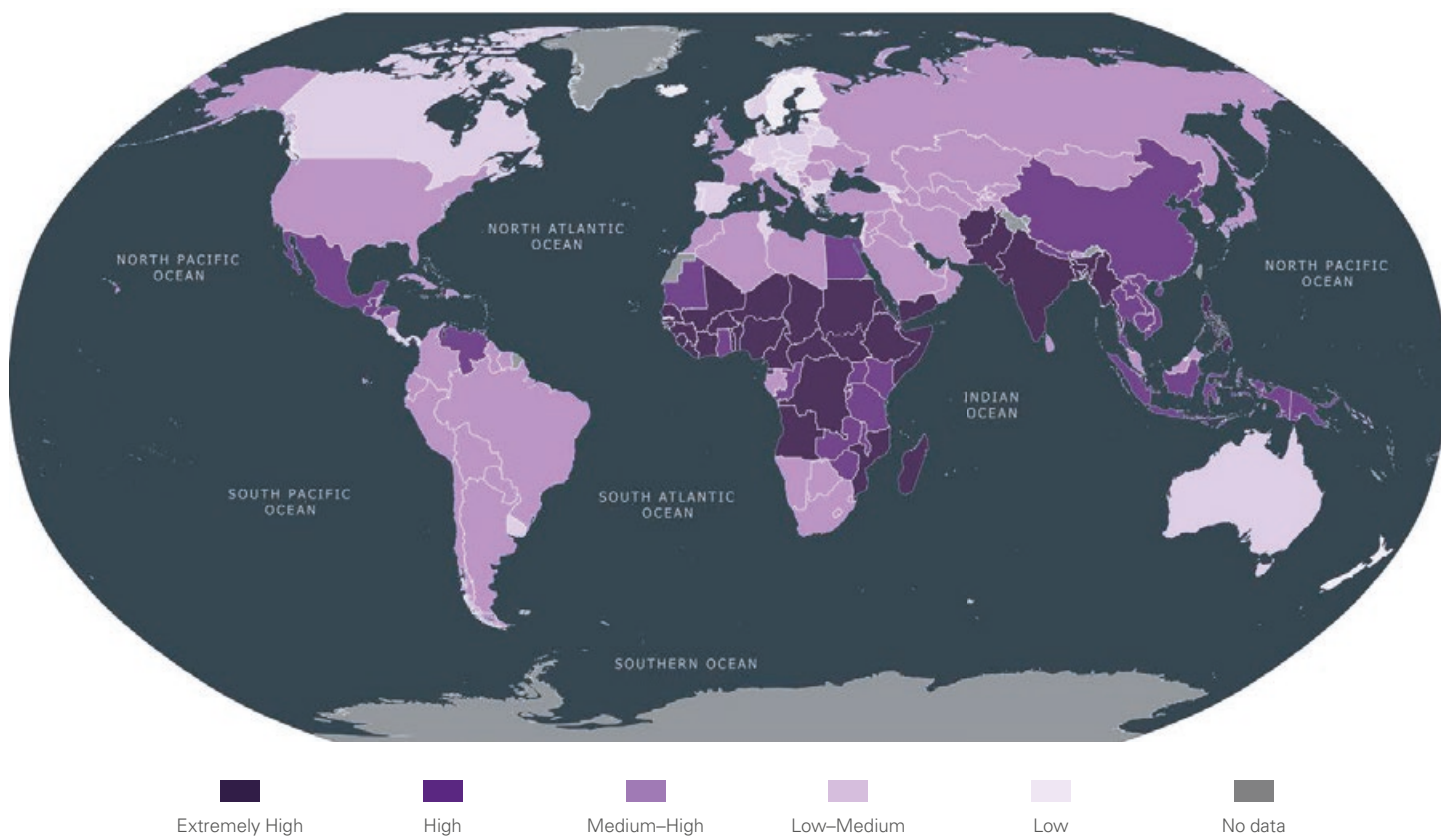 NORTH ATLANTIC
OCEAN
NORTH PACIFIC
OCEAN
NORTH PACIFIC
OCEAN
INDIAN
OCEAN
SOUTH PACIFIC
OCEAN
SOUTH ATLANTIC
OCEAN
SOUTHERN OCEAN
Extremely High
High
Medium–High
Low–Medium
Low
No data